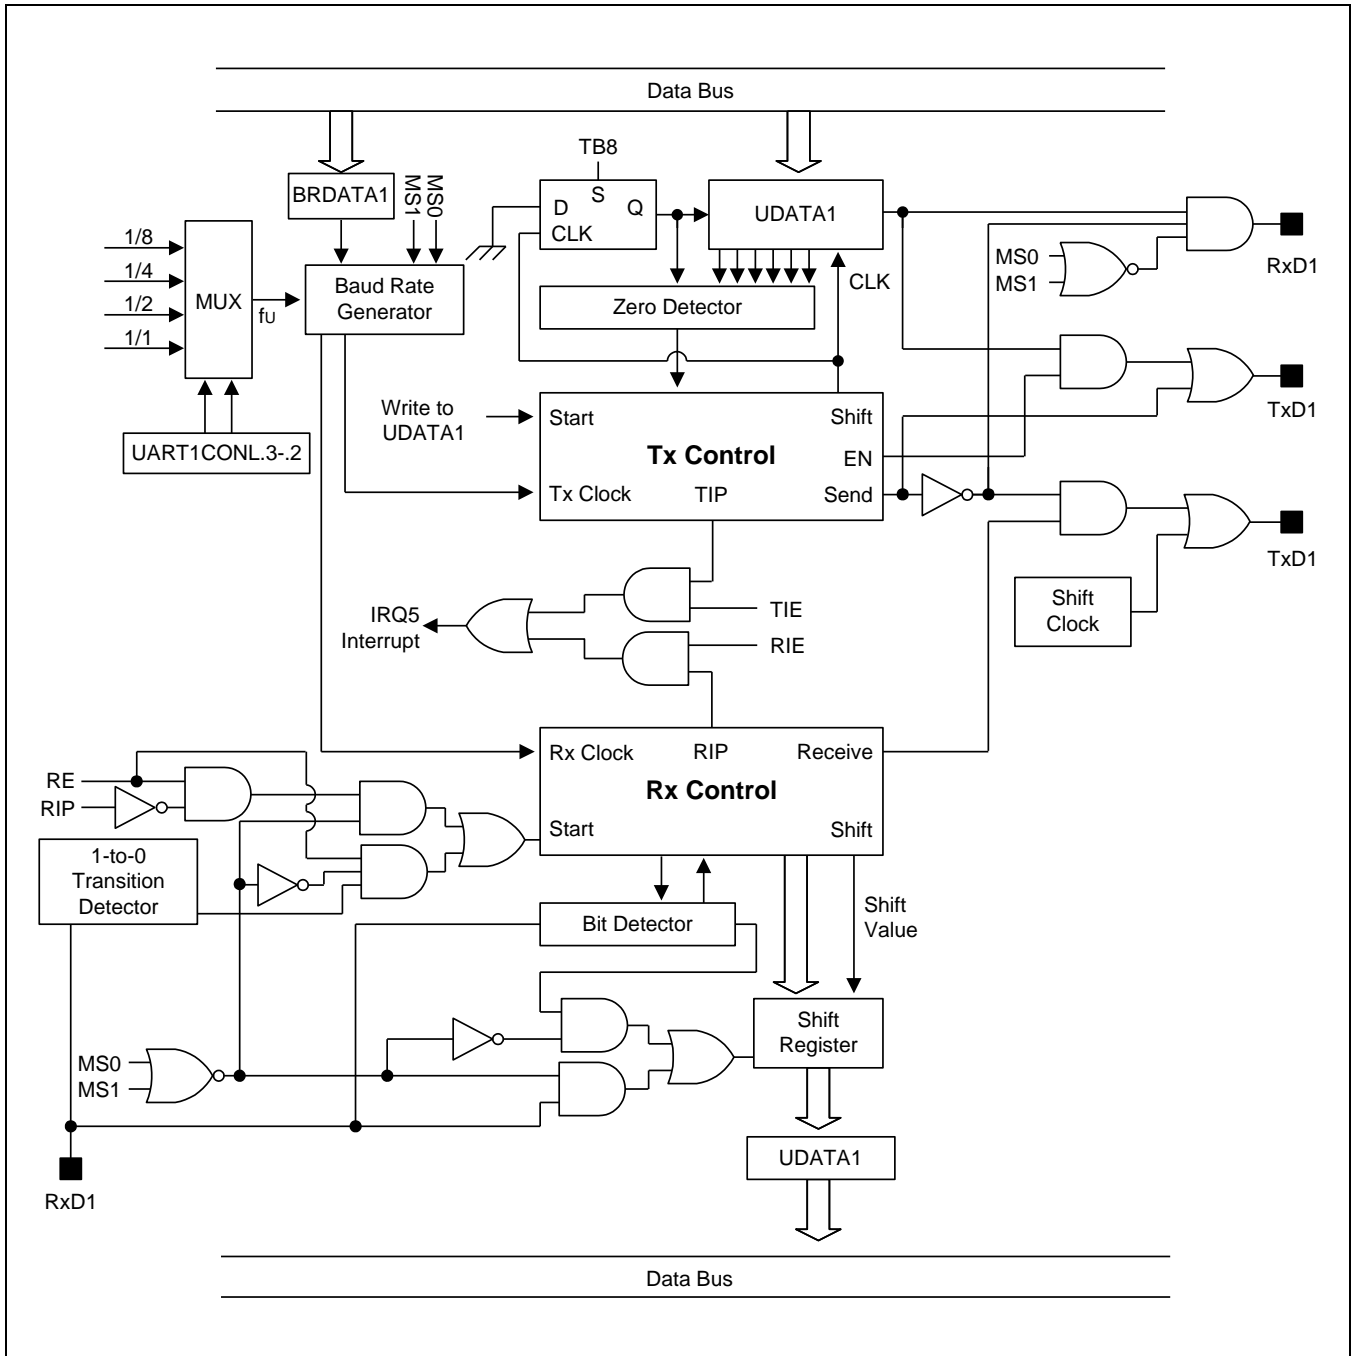 Data Bus
TB8
BRDATA1
MS1
MS0
D
S
Q
CLK
UDATA1
1/8
1/4
1/2
1/1
MUX
fU
Baud Rate
Generator
Zero Detector
CLK
MS0
MS1
RxD1
UART1CONL.3-.2
Write to
UDATA1
Start
Shift
Tx Control
EN
Tx Clock
TIP
Send
TxD1
TxD1
Shift
Clock
IRQ5
Interrupt
TIE
RIE
Rx Clock
RIP
Receive
Rx Control
Start
Shift
RE
RIP
1-to-0
Transition
Detector
Bit Detector
Shift
Value
Shift
Register
MS0
MS1
UDATA1
RxD1
Data Bus